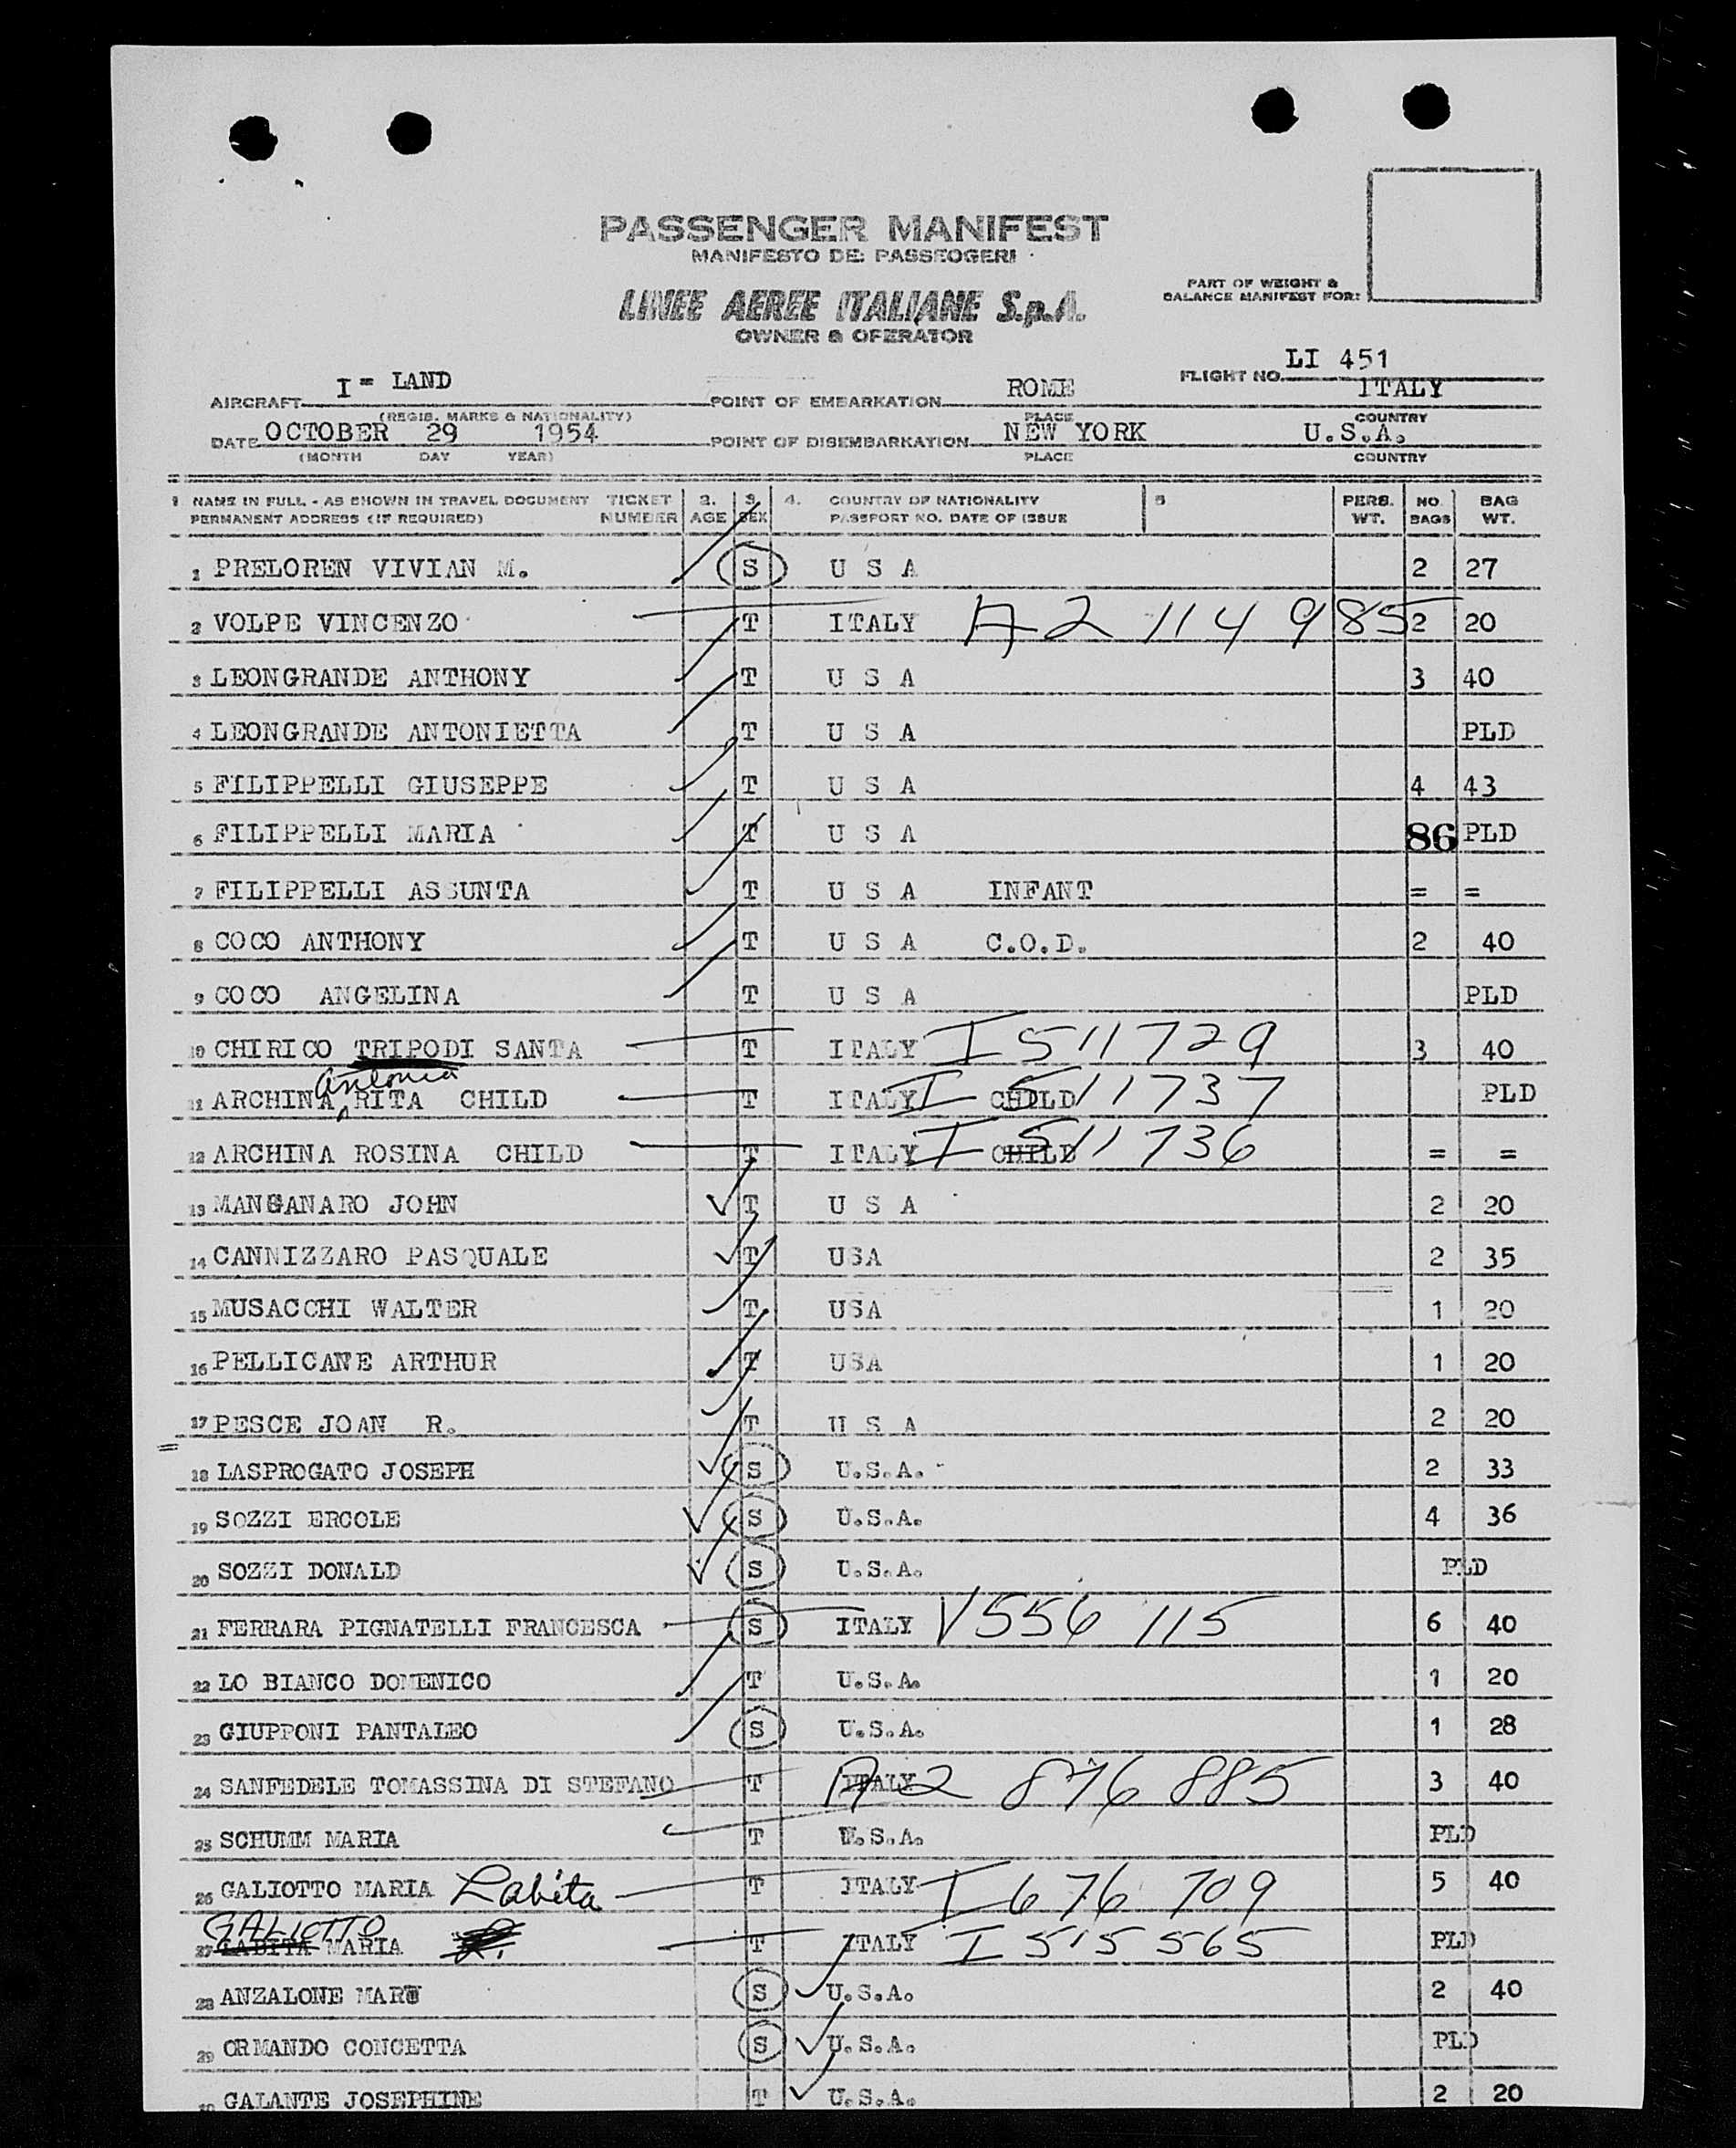 PASSENGER MANIFEST
MANIFESTO DEI PASSEGGERI
LINEE AEREE ITALIANE S.p.A.
OWNER & OPERATOR
PART OF WEIGHT &
BALANCE MANIFEST FOR:
FLIGHT NO. LI 451
AIRCRAFT I = LAND POINT OF EMBARKATION ROME ITALY
(REGIS. MARKS & NATIONALITY) PLACE COUNTRY
DATE OCTOBER 29 1954 POINT OF DISEMBARKATION NEW YORK U.S.A.
(MONTH DAY YEAR) PLACE COUNTRY
1 NAME IN FULL - AS SHOWN IN TRAVEL DOCUMENT TICKET 2. 3. 4. COUNTRY OF NATIONALITY 5 PERS. NO. BAG
PERMANENT ADDRESS (IF REQUIRED) NUMBER AGE SEX PASSPORT NO. DATE OF ISSUE WT. BAGS WT.
1 PRELOREN VIVIAN M. S U S A 2 27
2 VOLPE VINCENZO T ITALY A2 114 985 2 20
3 LEONGRANDE ANTHONY T U S A 3 40
4 LEONGRANDE ANTONIETTA T U S A PLD
5 FILIPPELLI GIUSEPPE T U S A 4 43
6 FILIPPELLI MARIA T U S A 86 PLD
7 FILIPPELLI ASSUNTA T U S A INFANT = =
8 COCO ANTHONY T U S A C.O.D. 2 40
9 COCO ANGELINA T U S A PLD
10 CHIRICO TRIPODI SANTA T ITALY I 511729 3 40
Antonia
11 ARCHINA RITA CHILD T ITALY CHILD I 511737 PLD
12 ARCHINA ROSINA CHILD T ITALY CHILD I 511736 = =
13 MANGANARO JOHN T U S A 2 20
14 CANNIZZARO PASQUALE T USA 2 35
15 MUSACCHI WALTER T USA 1 20
16 PELLICANE ARTHUR T USA 1 20
17 PESCE JOAN R. T U S A 2 20
18 LASPROGATO JOSEPH S U.S.A. 2 33
19 SOZZI ERCOLE S U.S.A. 4 36
20 SOZZI DONALD S U.S.A. PLD
21 FERRARA PIGNATELLI FRANCESCA S ITALY V556 115 6 40
22 LO BIANCO DOMENICO T U.S.A. 1 20
23 GIUPPONI PANTALEO S U.S.A. 1 28
24 SANFEDELE TOMASSINA DI STEFANO T ITALY A2 876 885 3 40
25 SCHUMM MARIA T U.S.A. PLD
26 GALIOTTO MARIA Labita T ITALY I 676 709 5 40
GALIOTTO
27 LABITA MARIA T ITALY I 515 565 PLD
28 ANZALONE MARY S U.S.A. 2 40
29 ORMANDO CONCETTA S U.S.A. PLD
30 GALANTE JOSEPHINE T U.S.A. 2 20